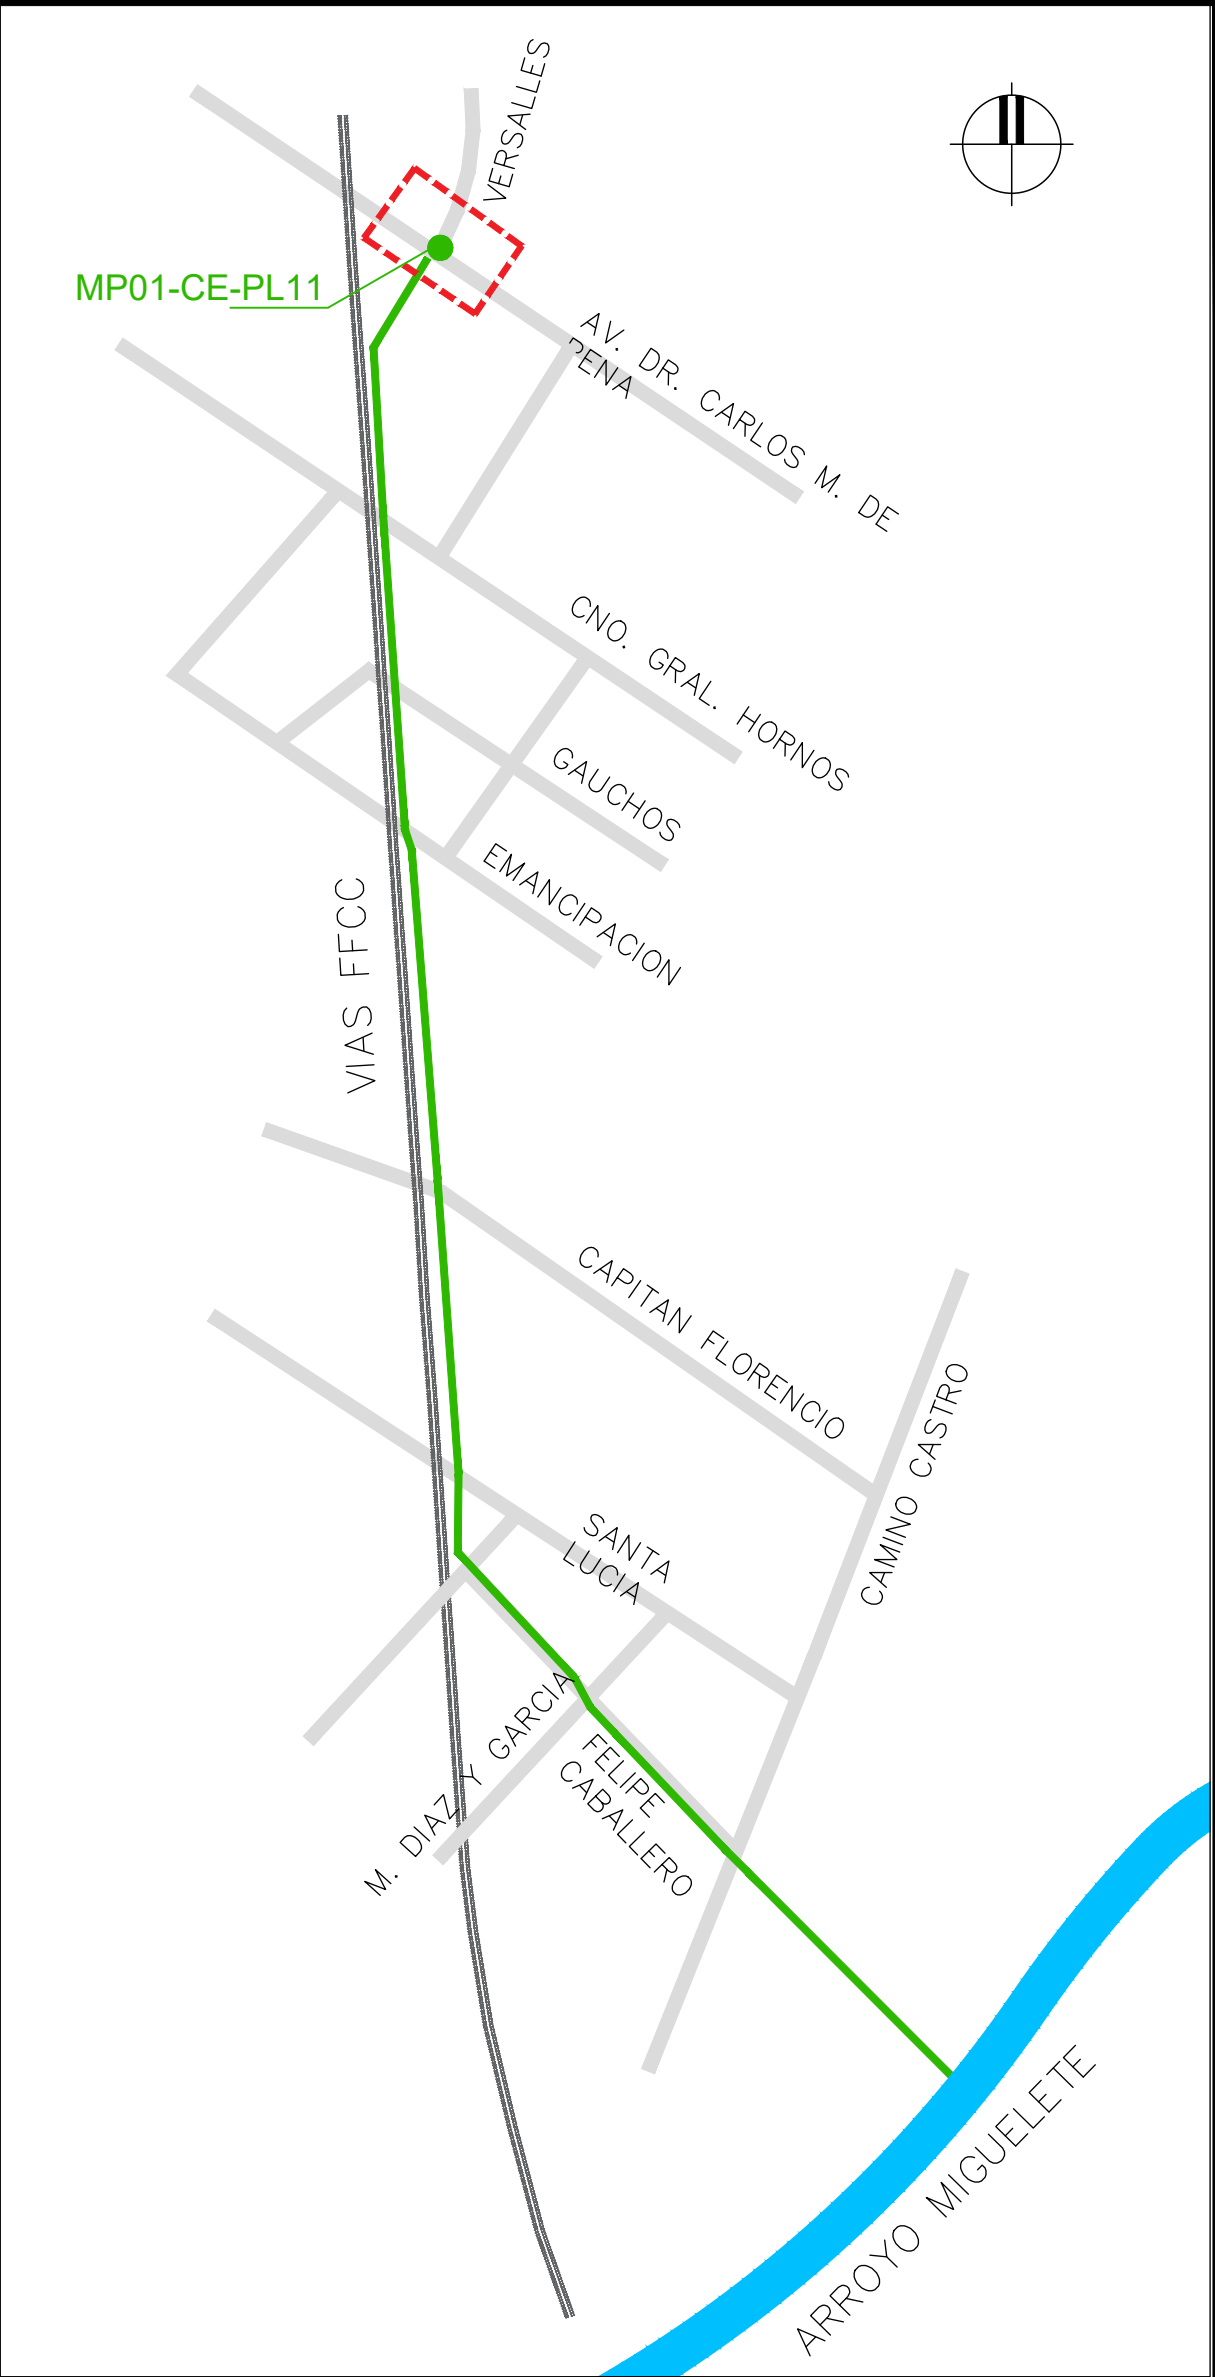 VERSALLES
MP01-CE-PL11
AV. DR. CARLOS M. DE
PENA
CNO. GRAL. HORNOS
GAUCHOS
EMANCIPACION
VIAS FFCC
CAPITAN FLORENCIO
CAMINO CASTRO
SANTA
LUCIA
M. DIAZ Y GARCIA
FELIPE
CABALLERO
ARROYO MIGUELETE